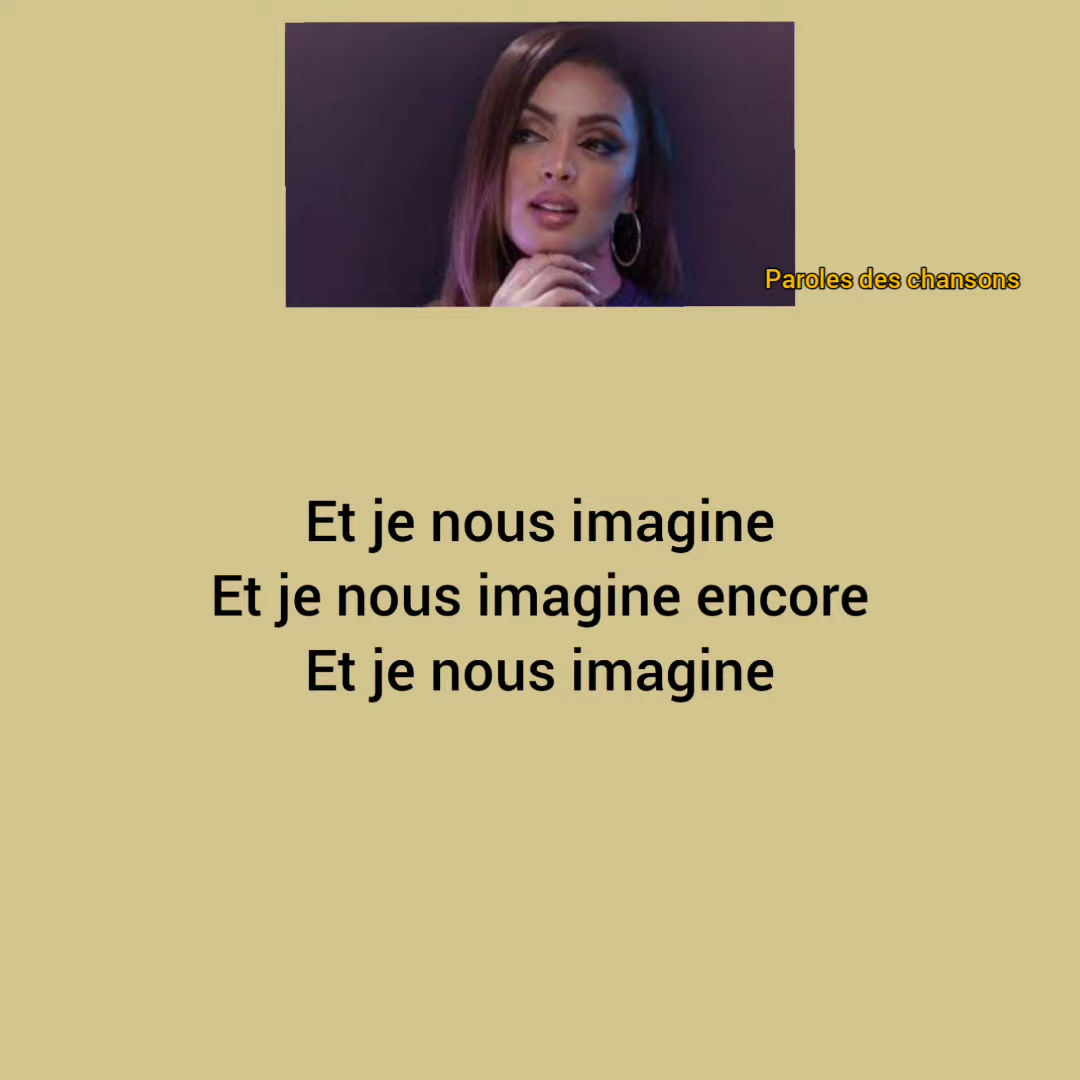 Paroles des chansons
Et je nous imagine
Et je nous imagine encore
Et je nous imagine